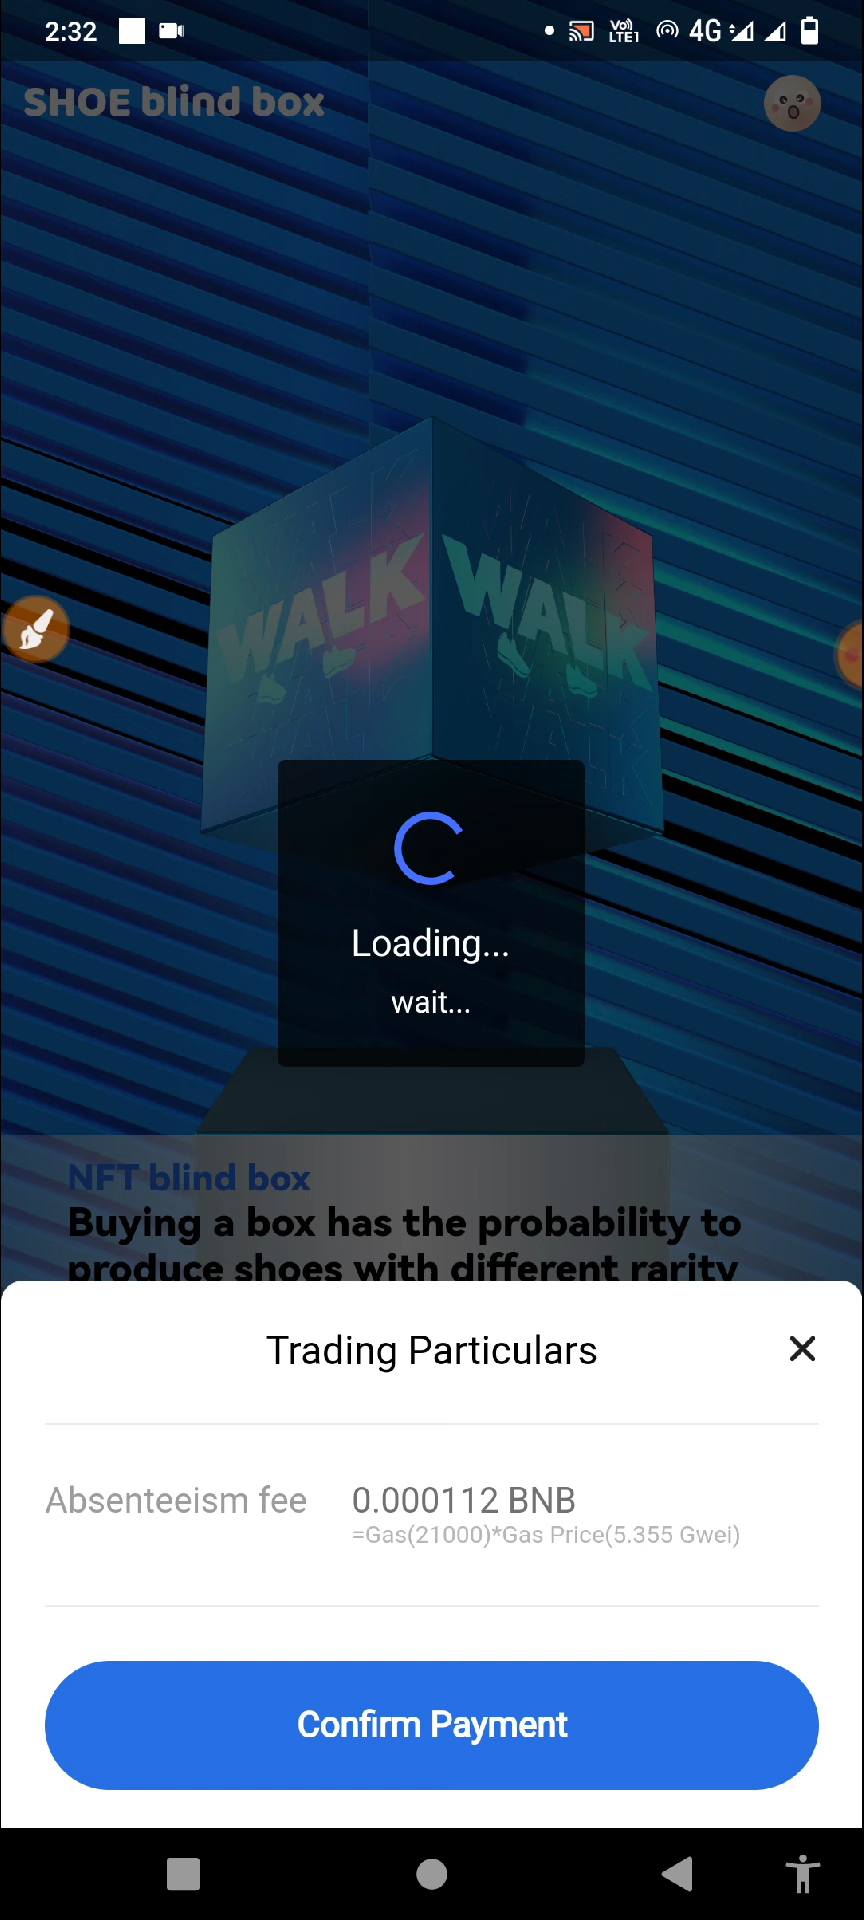 2:32
Vo) 4G
LTE1
SHOE blind box
WALK WALK
Loading...
wait...
NFT blind box
Buying a box has the probability to
produce shoes with different rarity
Trading Particulars
Absenteeism fee 0.000112 BNB
=Gas(21000)*Gas Price(5.355 Gwei)
Confirm Payment